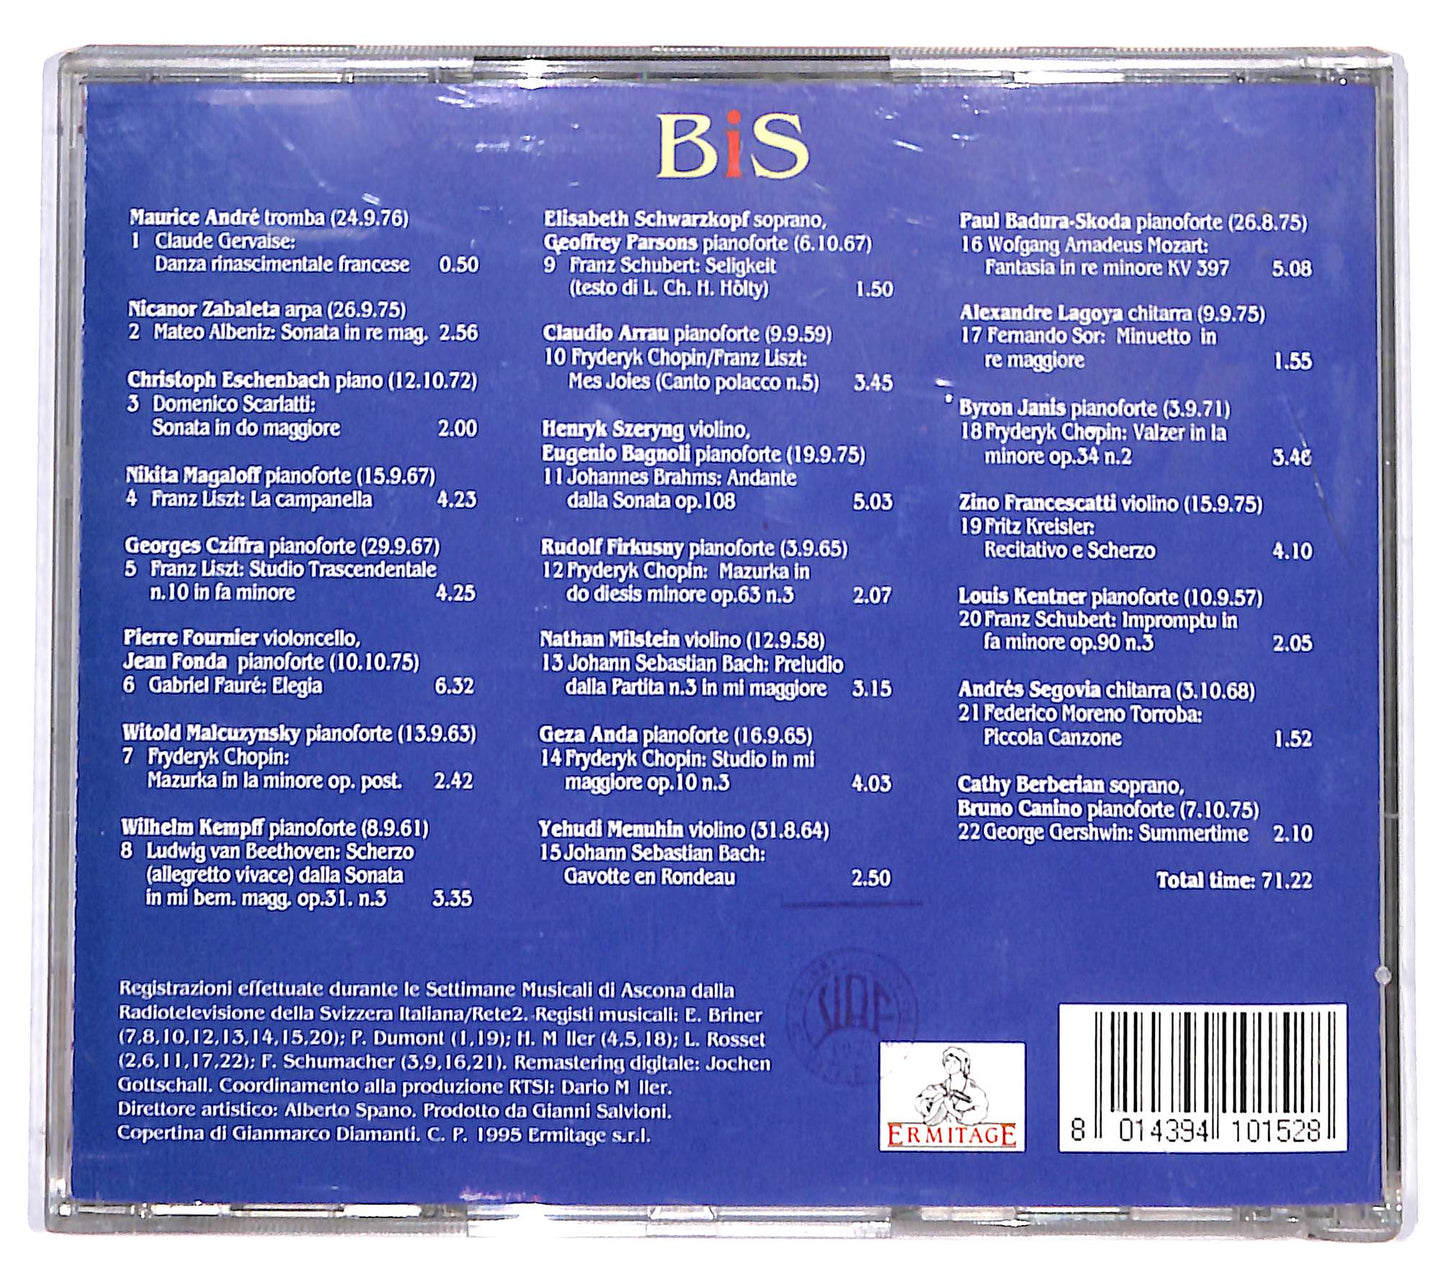 BiS
Maurice André tromba (24.9.76)
1 Claude Gervaise:
Danza rinascimentale francese 0.50
Nicanor Zabaleta arpa (26.9.75)
2 Mateo Albeniz: Sonata in re mag. 2.56
Christoph Eschenbach piano (12.10.72)
3 Domenico Scarlatti:
Sonata in do maggiore 2.00
Nikita Magaloff pianoforte (15.9.67)
4 Franz Liszt: La campanella 4.23
Georges Cziffra pianoforte (29.9.67)
5 Franz Liszt: Studio Trascendentale
n.10 in fa minore 4.25
Pierre Fournier violoncello,
Jean Fonda pianoforte (10.10.75)
6 Gabriel Fauré: Elegia 6.32
Witold Malcuzynsky pianoforte (13.9.63)
7 Fryderyk Chopin:
Mazurka in la minore op. post. 2.42
Wilhelm Kempff pianoforte (8.9.61)
8 Ludwig van Beethoven: Scherzo
(allegretto vivace) dalla Sonata
in mi bem. magg. op.31. n.3 3.35
Elisabeth Schwarzkopf soprano,
Geoffrey Parsons pianoforte (6.10.67)
9 Franz Schubert: Seligkeit
(testo di L. Ch. H. Hölty) 1.50
Claudio Arrau pianoforte (9.9.59)
10 Fryderyk Chopin/Franz Liszt:
Mes Joies (Canto polacco n.5) 3.45
Henryk Szeryng violino,
Eugenio Bagnoli pianoforte (19.9.75)
11 Johannes Brahms: Andante
dalla Sonata op.108 5.03
Rudolf Firkusny pianoforte (3.9.65)
12 Fryderyk Chopin: Mazurka in
do diesis minore op.63 n.3 2.07
Nathan Milstein violino (12.9.58)
13 Johann Sebastian Bach: Preludio
dalla Partita n.3 in mi maggiore 3.15
Geza Anda pianoforte (16.9.65)
14 Fryderyk Chopin: Studio in mi
maggiore op.10 n.3 4.03
Yehudi Menuhin violino (31.8.64)
15 Johann Sebastian Bach:
Gavotte en Rondeau 2.50
Paul Badura-Skoda pianoforte (26.8.75)
16 Wofgang Amadeus Mozart:
Fantasia in re minore KV 397 5.08
Alexandre Lagoya chitarra (9.9.75)
17 Fernando Sor: Minuetto in
re maggiore 1.55
Byron Janis pianoforte (3.9.71)
18 Fryderyk Chopin: Valzer in la
minore op.34 n.2
Zino Francescatti violino (15.9.75)
19 Fritz Kreisler:
Recitativo e Scherzo 4.10
Louis Kentner pianoforte (10.9.57)
20 Franz Schubert: Impromptu in
fa minore op.90 n.3 2.05
Andrés Segovia chitarra (3.10.68)
21 Federico Moreno Torroba:
Piccola Canzone 1.52
Cathy Berberian soprano,
Bruno Canino pianoforte (7.10.75)
22 George Gershwin: Summertime 2.10
Total time: 71.22
Registrazioni effettuate durante le Settimane Musicali di Ascona dalla
Radiotelevisione della Svizzera Italiana/Rete2. Registi musicali: E. Briner
(7,8,10,12,13,14,15,20); P. Dumont (1,19); H. M ller (4,5,18); L. Rosset
(2,6,11,17,22); F. Schumacher (3,9,16,21). Remastering digitale: Jochen
Gottschall. Coordinamento alla produzione RTSI: Dario M ller.
Direttore artistico: Alberto Spano. Prodotto da Gianni Salvioni.
Copertina di Gianmarco Diamanti. C. P. 1995 Ermitage s.r.l.
SIAE
ERMITAGE
8 014394 101528